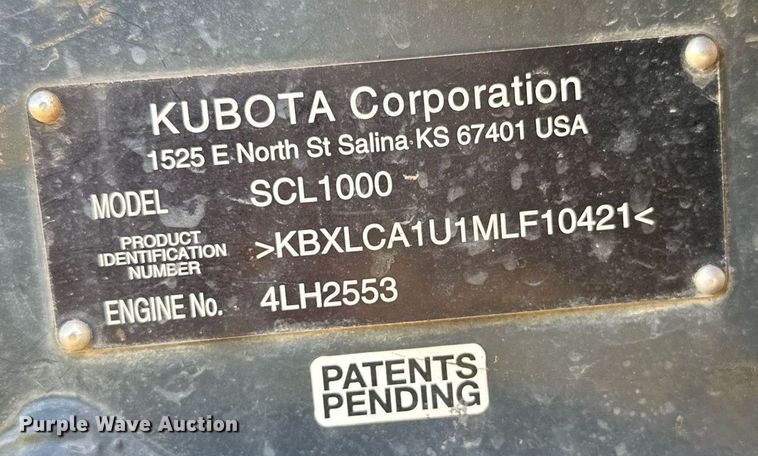 KUBOTA Corporation
1525 E North St Salina KS 67401 USA
MODEL SCL1000
PRODUCT
IDENTIFICATION
NUMBER >KBXLCA1U1MLF10421<
ENGINE No. 4LH2553
PATENTS
PENDING
Purple Wave Auction